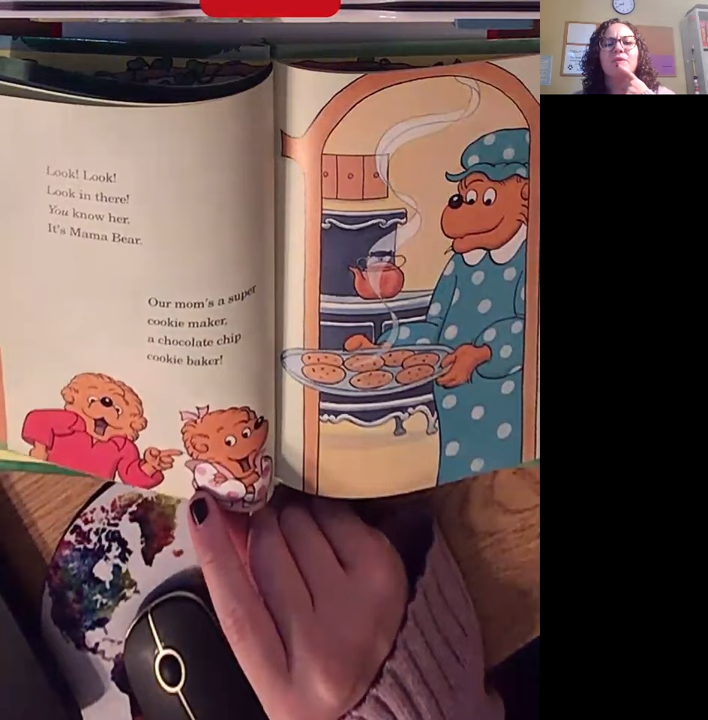 Look! Look!
Look in there!
You know her.
It's Mama Bear.
Our mom's a super
cookie maker,
a chocolate chip
cookie baker!